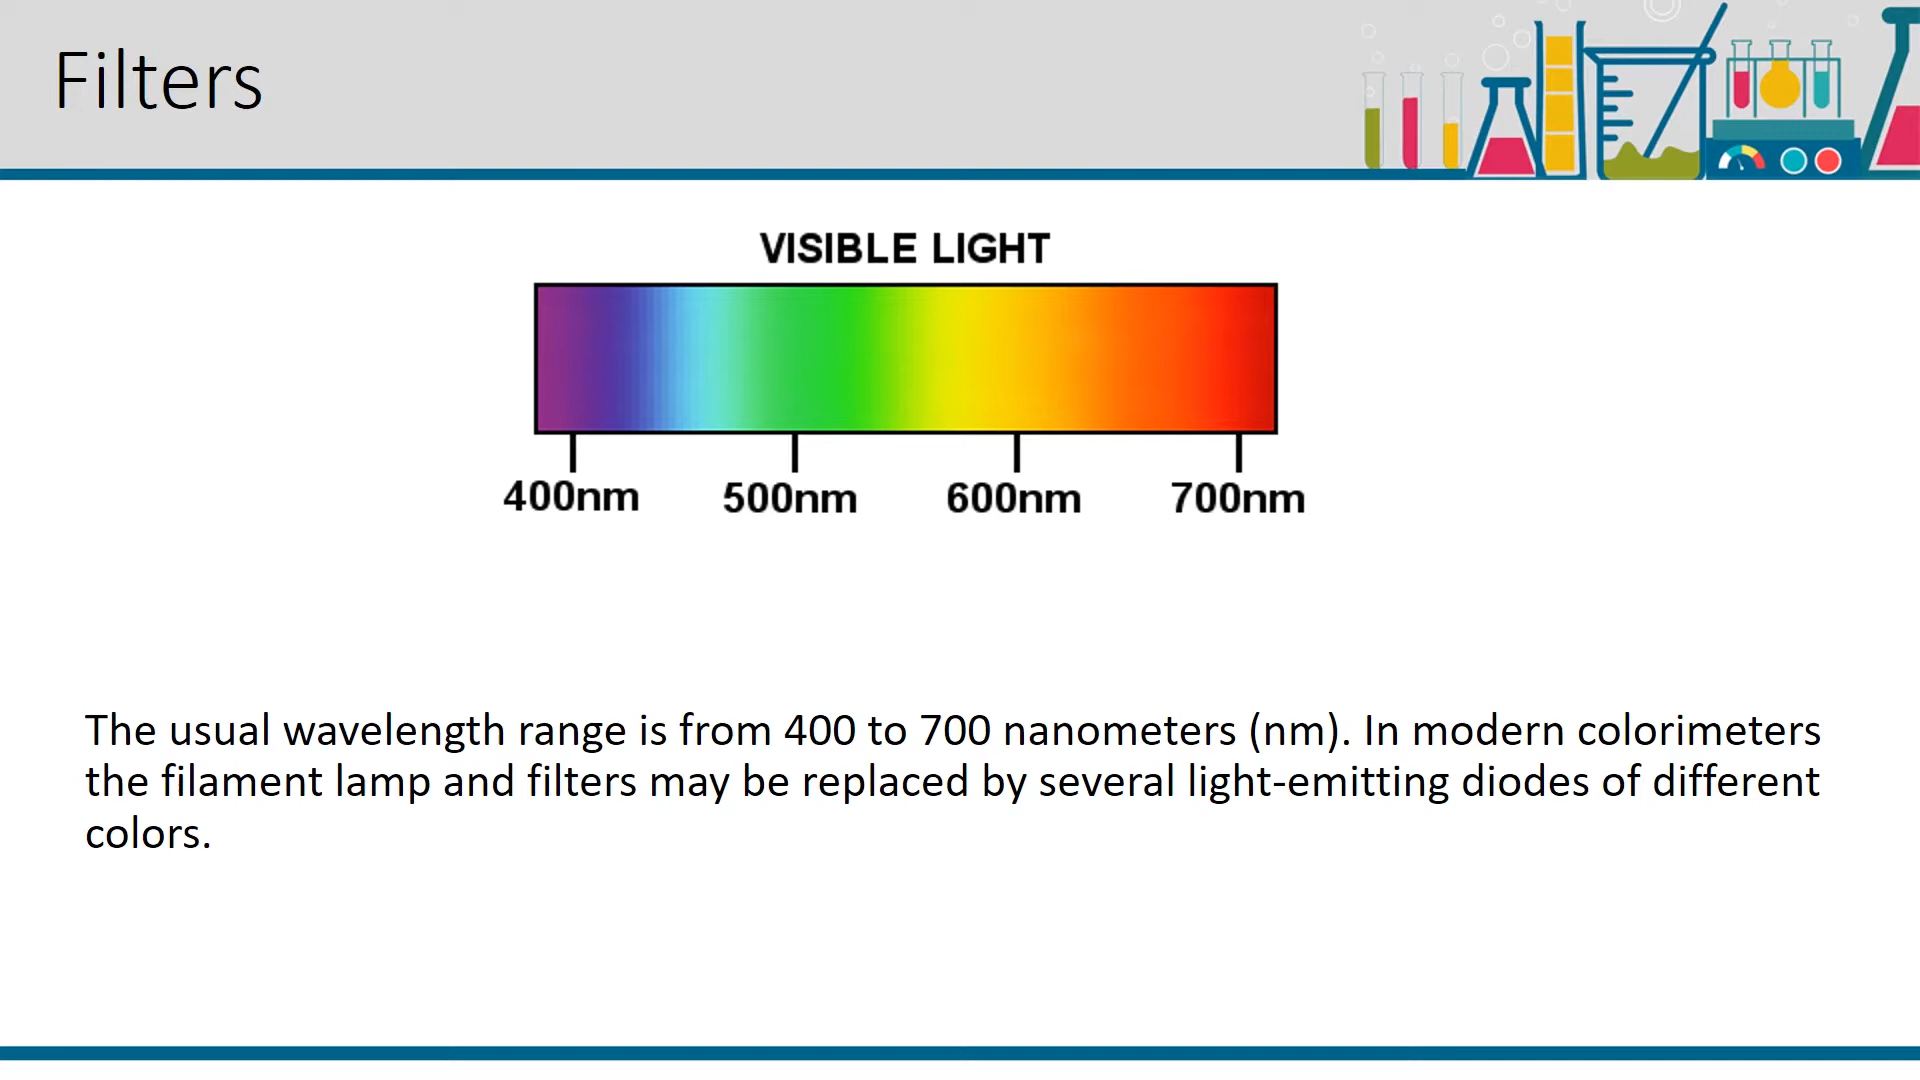 Filters
VISIBLE LIGHT
400nm 500nm 600nm 700nm
The usual wavelength range is from 400 to 700 nanometers (nm). In modern colorimeters
the filament lamp and filters may be replaced by several light-emitting diodes of different
colors.